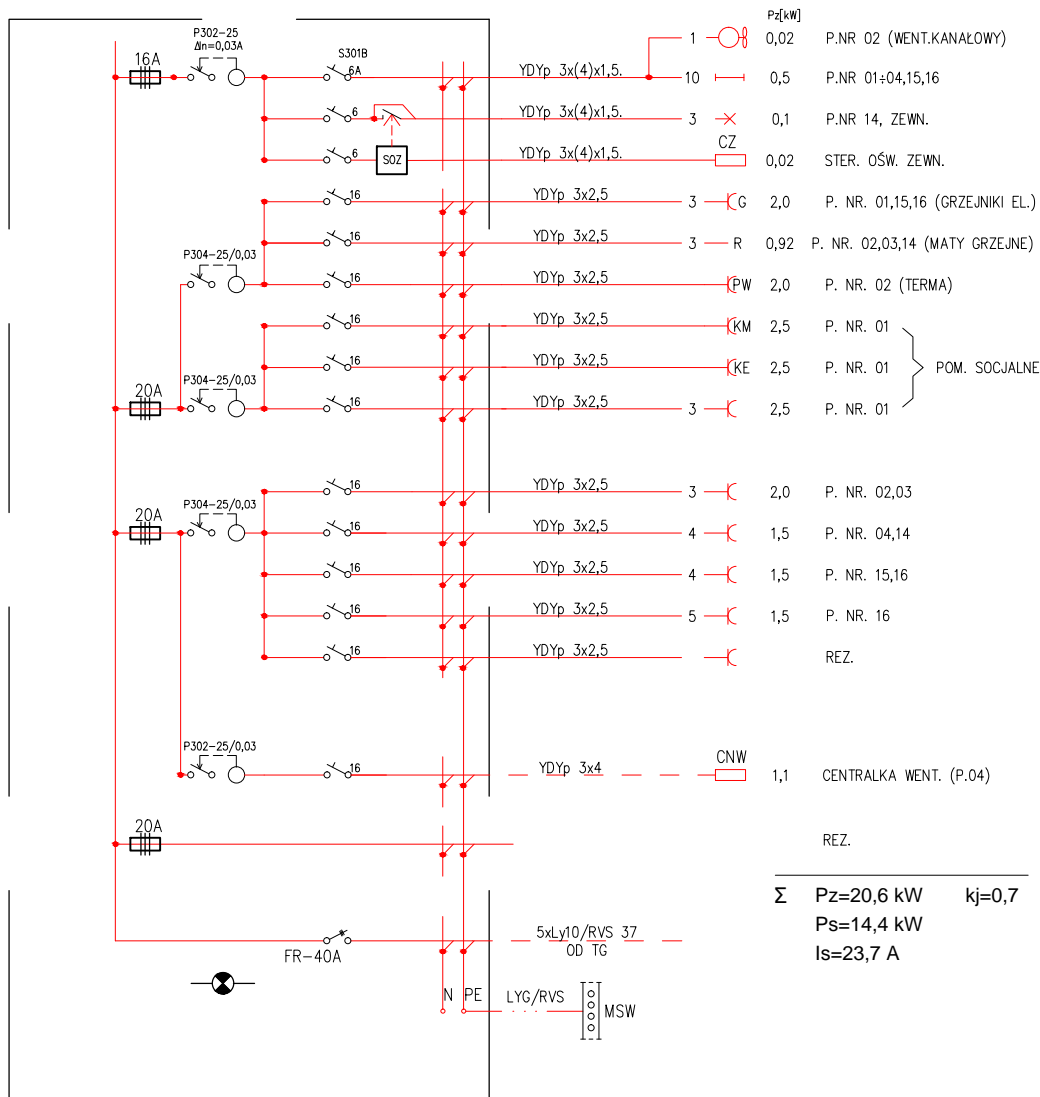 Pz[kW]
P302-25
Δln=0,03A
16A
S301B
6A
YDYp 3x(4)x1,5.
1 0,02 P.NR 02 (WENT.KANAŁOWY)
10 0,5 P.NR 01÷04,15,16
6 YDYp 3x(4)x1,5. 3 0,1 P.NR 14, ZEWN.
CZ
6 SOZ YDYp 3x(4)x1,5. 0,02 STER. OŚW. ZEWN.
16 YDYp 3x2,5 3 G 2,0 P. NR. 01,15,16 (GRZEJNIKI EL.)
16 YDYp 3x2,5 3 R 0,92 P. NR. 02,03,14 (MATY GRZEJNE)
P304-25/0,03
16 YDYp 3x2,5 PW 2,0 P. NR. 02 (TERMA)
16 YDYp 3x2,5 KM 2,5 P. NR. 01
16 YDYp 3x2,5 KE 2,5 P. NR. 01 POM. SOCJALNE
P304-25/0,03
20A
16 YDYp 3x2,5 3 2,5 P. NR. 01
16 YDYp 3x2,5 3 2,0 P. NR. 02,03
P304-25/0,03
20A
16 YDYp 3x2,5 4 1,5 P. NR. 04,14
16 YDYp 3x2,5 4 1,5 P. NR. 15,16
16 YDYp 3x2,5 5 1,5 P. NR. 16
16 YDYp 3x2,5 REZ.
P302-25/0,03
CNW
16 YDYp 3x4 1,1 CENTRALKA WENT. (P.04)
20A
REZ.
Σ Pz=20,6 kW kj=0,7
Ps=14,4 kW
Is=23,7 A
5xLy10/RVS 37
OD TG
FR-40A
N PE LYG/RVS
MSW